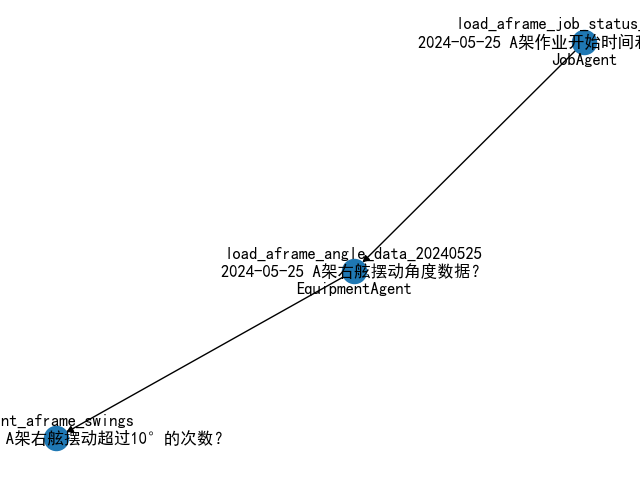 load_aframe_job_status_
2024-05-25 A架作业开始时间和
JobAgent
load_aframe_angle_data_20240525
2024-05-25 A架右舷摆动角度数据?
EquipmentAgent
nt_aframe_swings
A架右舷摆动超过10°的次数?